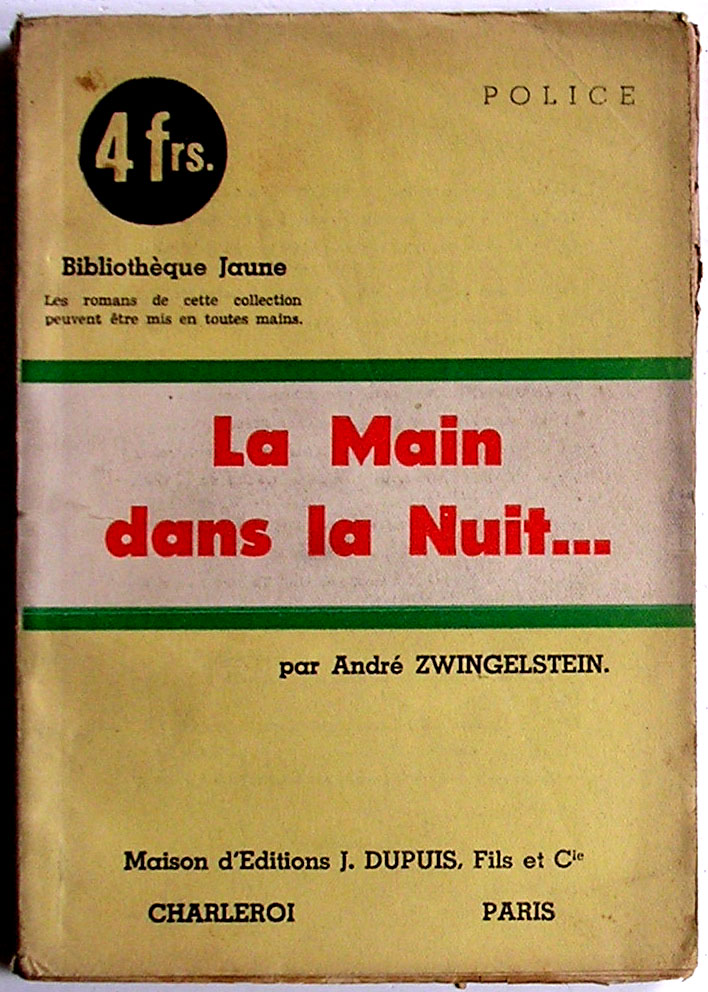 POLICE
4 frs.
Bibliothèque Jaune
Les romans de cette collection
peuvent être mis en toutes mains.
La Main
dans la Nuit...
par André ZWINGELSTEIN.
Maison d'Editions J. DUPUIS, Fils et Cie
CHARLEROI PARIS